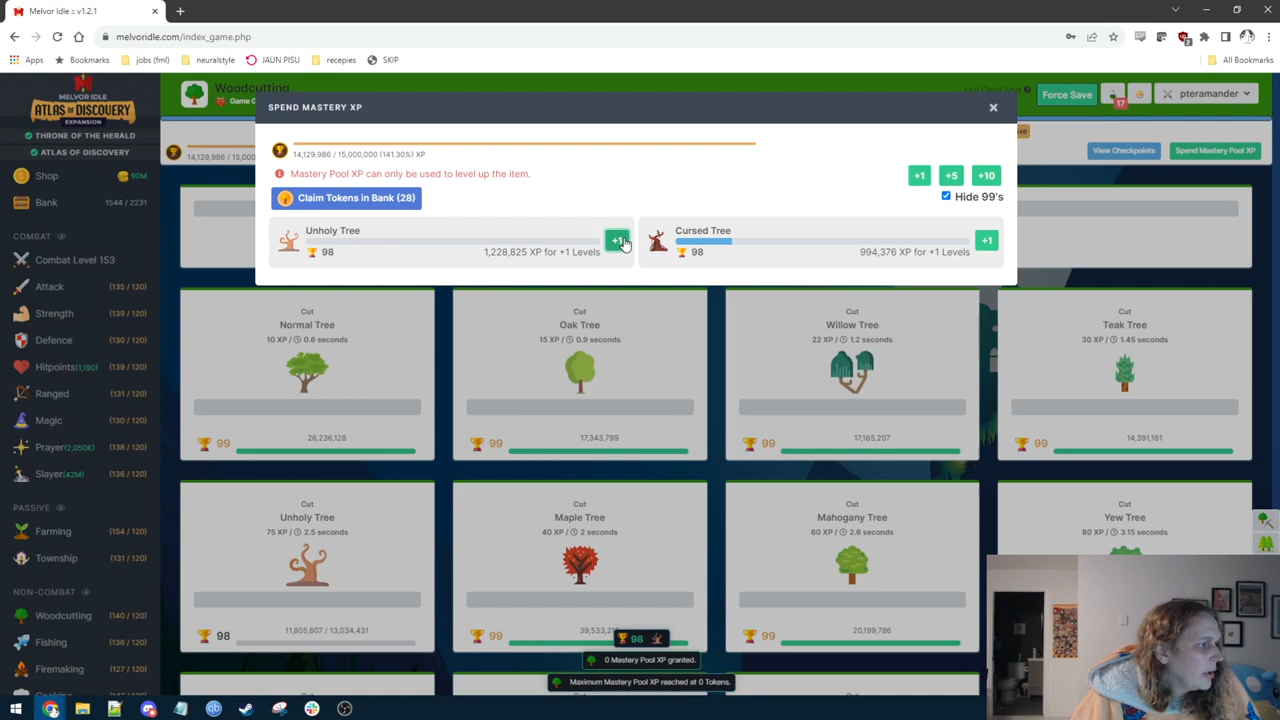 Melvor Idle :: v1.2.1
melvoridle.com/index_game.php
2
Apps
Bookmarks
jobs (fml)
neuralstyle
JAUN PISU
recepies
SKIP
All Bookmarks
MELVOR IDLE
ATLAS OF DISCOVERY
EXPANSION
THRONE OF THE HERALD
ATLAS OF DISCOVERY
Shop
90M
Bank
1544 / 2231
COMBAT
Combat Level 153
Attack
(135 / 120)
Strength
(139 / 120)
Defence
(130 / 120)
Hitpoints(1,190)
(139 / 120)
Ranged
(131 / 120)
Magic
(130 / 120)
Prayer(2,050K)
(138 / 120)
Slayer(42M)
(136 / 120)
PASSIVE
Farming
(154 / 120)
Township
(131 / 120)
NON-COMBAT
Woodcutting
(140 / 120)
Fishing
(136 / 120)
Firemaking
(127 / 120)
Woodcutting
Force Save
17
pteramander
View Checkpoints
Spend Mastery Pool XP
SPEND MASTERY XP
14,129,986 / 15,000,000 (141.30%) XP
Mastery Pool XP can only be used to level up the item.
+1
+5
+10
Claim Tokens in Bank (28)
Hide 99's
Unholy Tree
98
1,228,825 XP for +1 Levels
+1
Cursed Tree
98
994,376 XP for +1 Levels
+1
Cut
Normal Tree
10 XP / 0.6 seconds
99
26,236,128
Cut
Oak Tree
15 XP / 0.9 seconds
99
17,343,799
Cut
Willow Tree
22 XP / 1.2 seconds
99
17,165,207
Cut
Teak Tree
30 XP / 1.45 seconds
99
14,391,161
Cut
Unholy Tree
75 XP / 2.5 seconds
98
11,805,607 / 13,034,431
Cut
Maple Tree
40 XP / 2 seconds
99
Cut
Mahogany Tree
60 XP / 2.6 seconds
99
20,199,786
Cut
Yew Tree
80 XP / 3.15 seconds
98
0 Mastery Pool XP granted.
Maximum Mastery Pool XP reached at 0 Tokens.